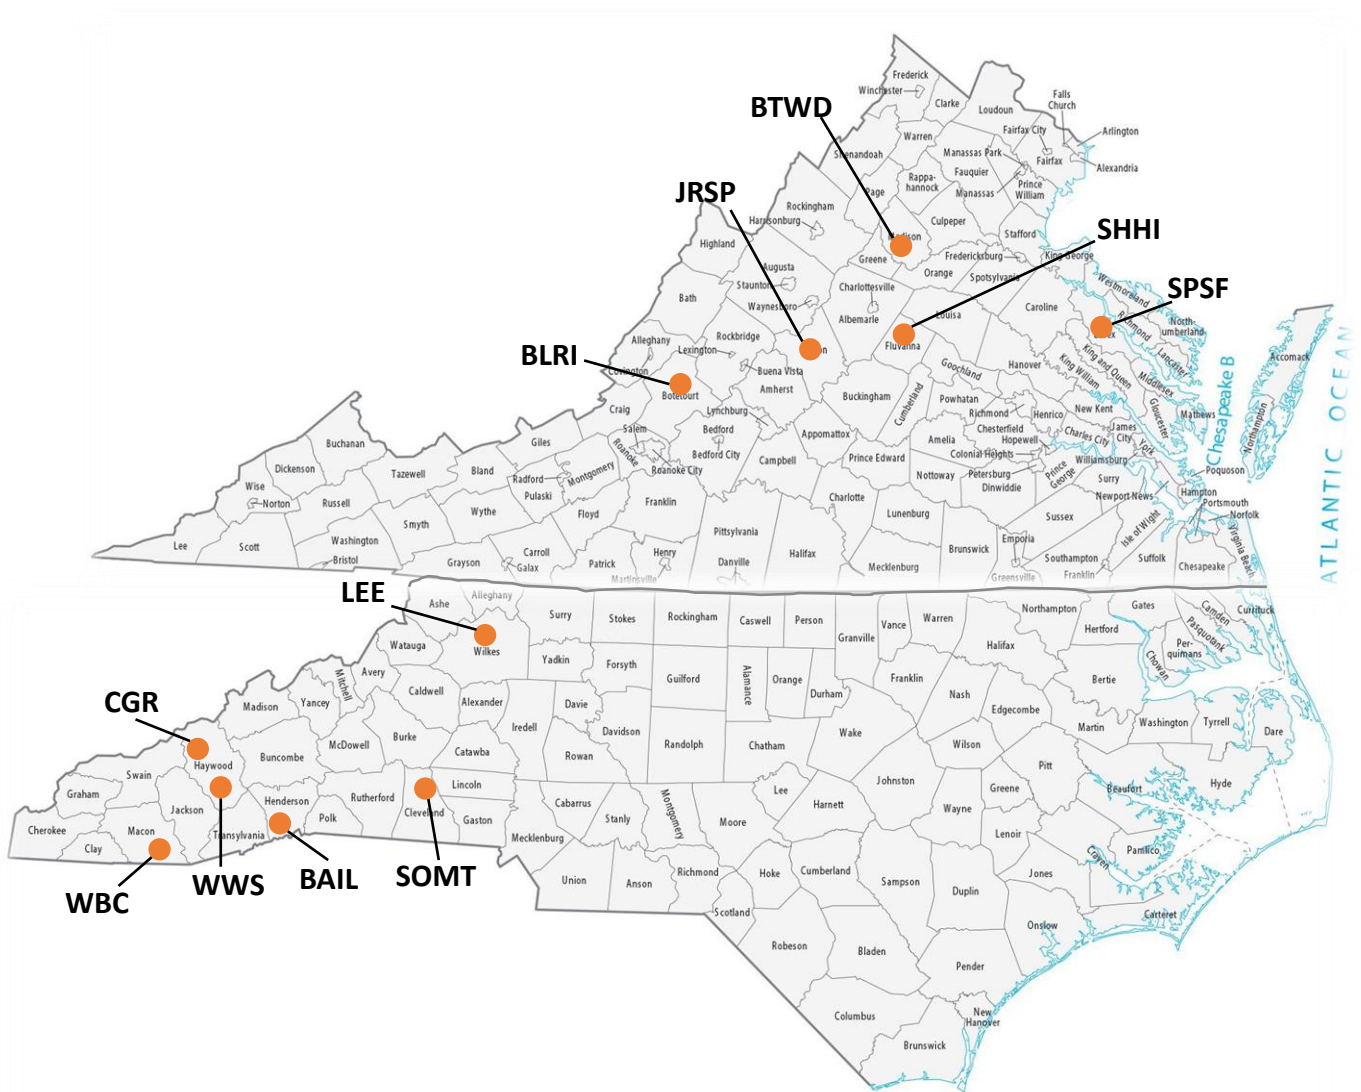 Frederick
Winchester
Clarke
Loudoun
Falls
Church
BTWD
Warren
Fairfax City
Arlington
Shenandoah
Manassas Park
Fairfax
Alexandria
Fauquier
Rappa-
hannock
Page
Manassas
Prince
William
JRSP
Rockingham
Harrisonburg
Culpeper
Stafford
SHHI
Highland
Madison
Greene
Fredericksburg
King George
Orange
Spotsylvania
Augusta
Staunton
Charlottesville
Westmoreland
SPSF
Bath
Waynesboro
Albemarle
Louisa
Caroline
Richmond
North-
umberland
Rockbridge
Alleghany
Lexington
Fluvanna
Lancaster
Accomack
BLRI
Covington
Buena Vista
Amherst
Goochland
Hanover
King and Queen
King William
Middlesex
Botetourt
Buckingham
Cumberland
Powhatan
Richmond
Henrico
New Kent
Gloucester
Mathews
Chesapeake B
Northampton
ATLANTIC OCEAN
Craig
Lynchburg
Salem
Bedford
Appomattox
Chesterfield
Amelia
Hopewell
Charles City
James
City
York
Buchanan
Giles
Roanoke
Bedford City
Roanoke City
Campbell
Prince Edward
Colonial Heights
Williamsburg
Poquoson
Dickenson
Tazewell
Bland
Radford
Montgomery
Nottoway
Petersburg
Prince
George
Surry
Wise
Norton
Russell
Pulaski
Dinwiddie
Newport News
Hampton
Portsmouth
Norfolk
Wythe
Floyd
Franklin
Charlotte
Lunenburg
Sussex
Isle of Wight
Smyth
Pittsylvania
Virginia Beach
Lee
Scott
Washington
Bristol
Carroll
Galax
Grayson
Patrick
Henry
Martinsville
Danville
Halifax
Mecklenburg
Brunswick
Emporia
Greensville
Southampton
Franklin
Suffolk
Chesapeake
LEE
Ashe
Alleghany
Surry
Stokes
Rockingham
Caswell
Person
Granville
Vance
Warren
Northampton
Hertford
Gates
Camden
Currituck
Pasquotank
Per-
quimans
Chowan
Watauga
Wilkes
Yadkin
Forsyth
Guilford
Alamance
Orange
Durham
Franklin
Halifax
Bertie
Mitchell
Avery
Caldwell
Alexander
Davie
Nash
Edgecombe
CGR
Madison
Yancey
Iredell
Davidson
Martin
Washington
Tyrrell
Dare
McDowell
Burke
Catawba
Rowan
Randolph
Chatham
Wake
Wilson
Buncombe
Haywood
Swain
Pitt
Graham
Lincoln
Lee
Johnston
Greene
Beaufort
Hyde
Jackson
Henderson
Rutherford
Cleveland
Cabarrus
Stanly
Montgomery
Harnett
Wayne
Cherokee
Macon
Transylvania
Polk
Gaston
Mecklenburg
Moore
Lenoir
Clay
Craven
Pamlico
WBC
WWS
BAIL
SOMT
Union
Anson
Richmond
Hoke
Cumberland
Sampson
Duplin
Jones
Scotland
Onslow
Carteret
Robeson
Bladen
Pender
Columbus
New
Hanover
Brunswick